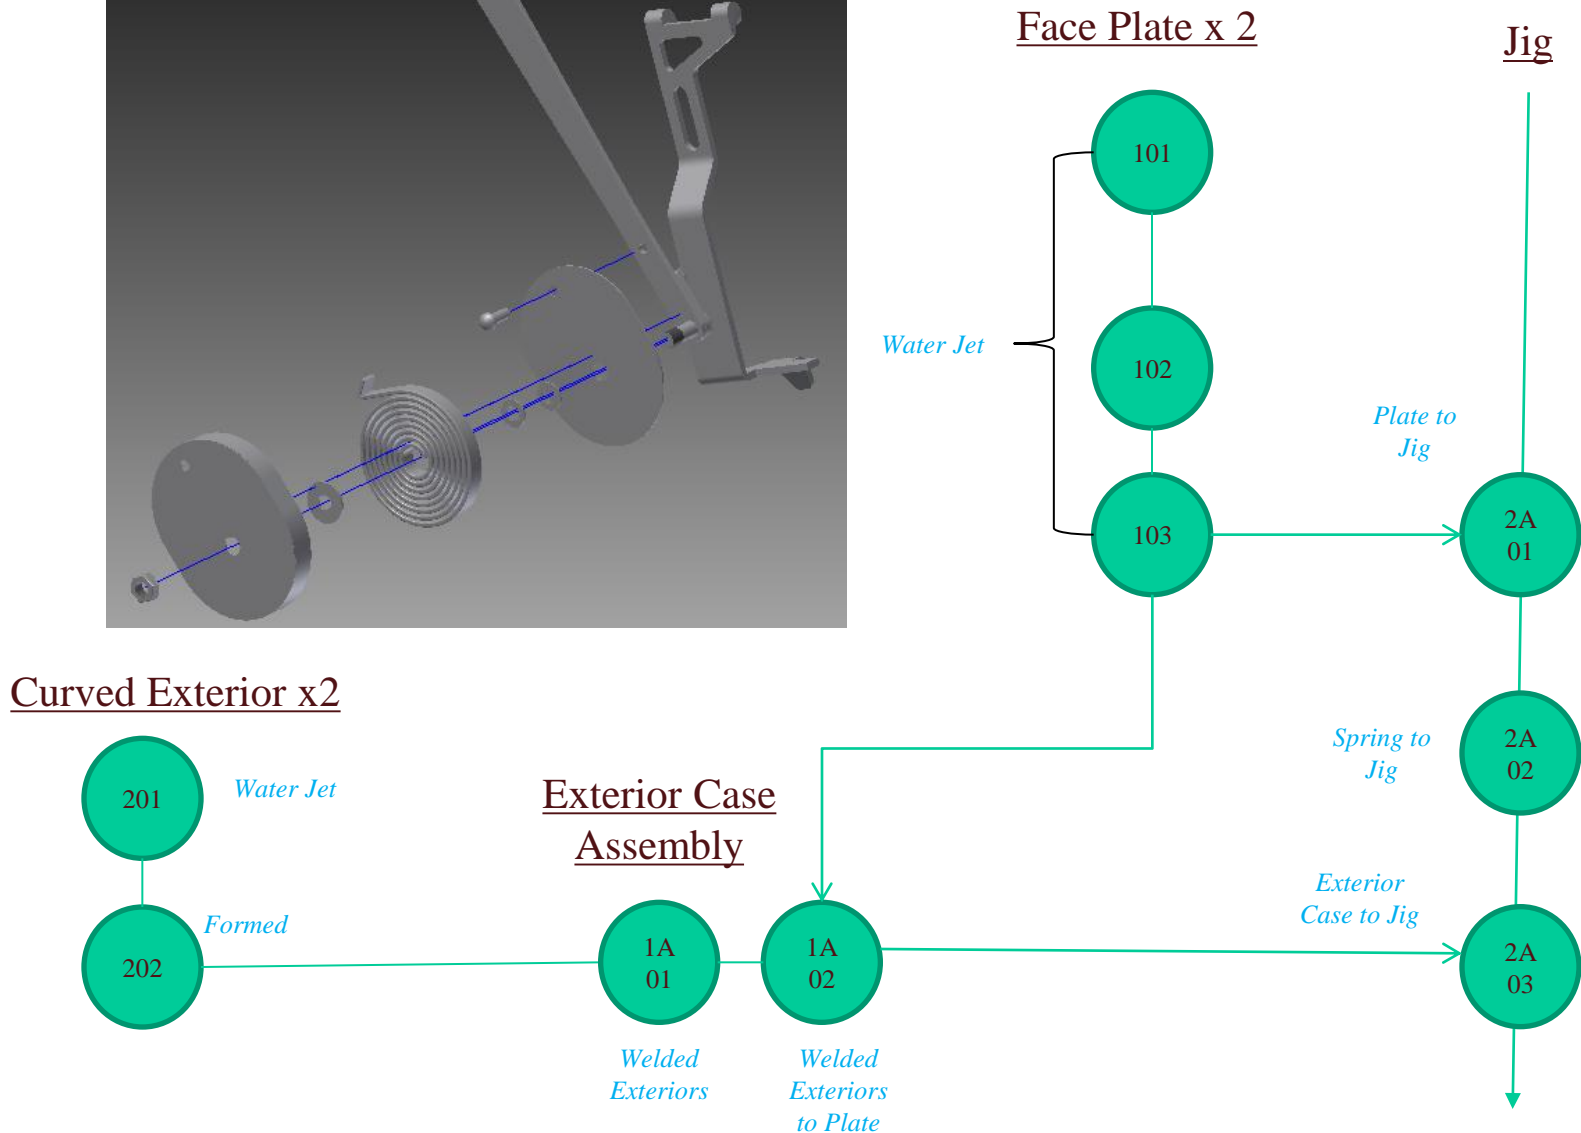 Face Plate x 2
Jig
101
Water Jet
102
Plate to
Jig
103
2A
01
Curved Exterior x2
Spring to
Jig
2A
02
201
Water Jet
Exterior Case
Assembly
Exterior
Case to Jig
Formed
202
1A
01
1A
02
2A
03
Welded
Exteriors
Welded
Exteriors
to Plate